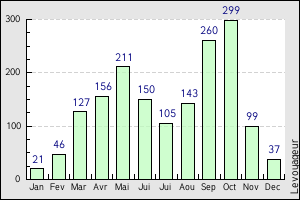 300
200
100
0
21
46
127
156
211
150
105
143
260
299
99
37
Jan
Fev
Mar
Avr
Mai
Jui
Jui
Aou
Sep
Oct
Nov
Dec
Levoyageur